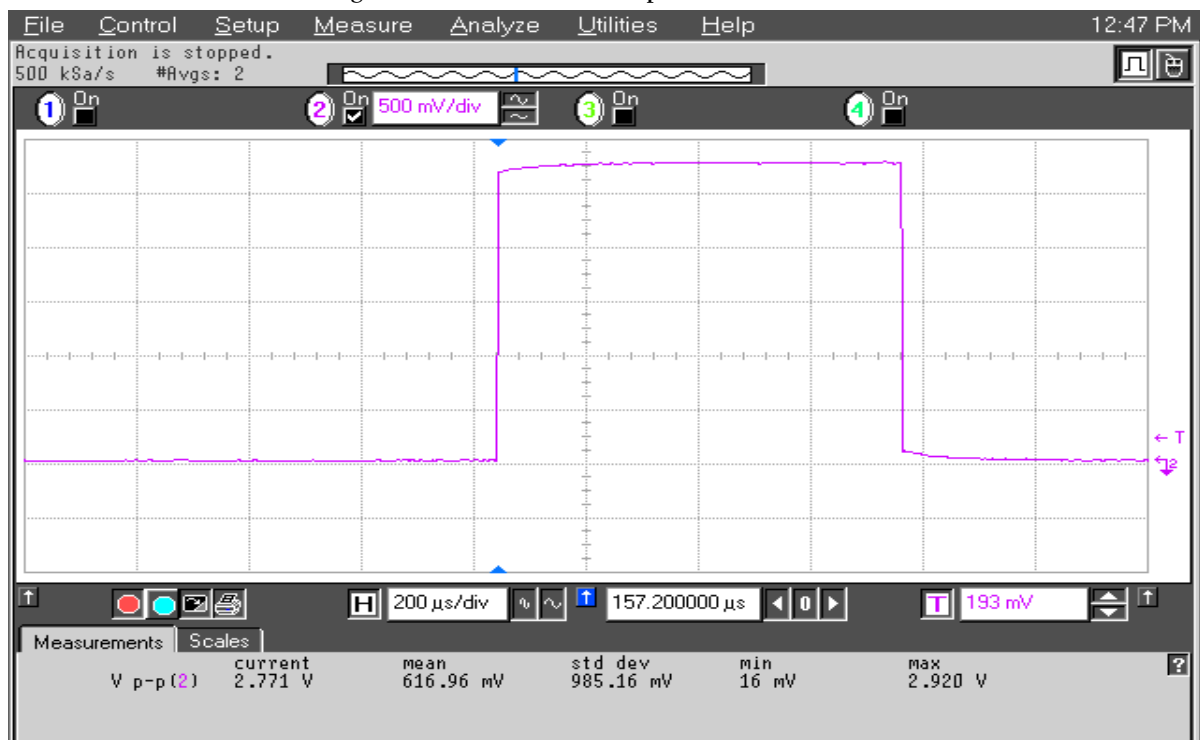 File Control Setup Measure Analyze Utilities Help 12:47 PM
Acquisition is stopped.
500 kSa/s #Avgs: 2
1 On 2 On 500 mV/div 3 On 4 On
T
2
H 200 µs/div 157.200000 µs 0 T 193 mV
Measurements Scales
current mean std dev min max ?
V p-p(2) 2.771 V 616.96 mV 985.16 mV 16 mV 2.920 V